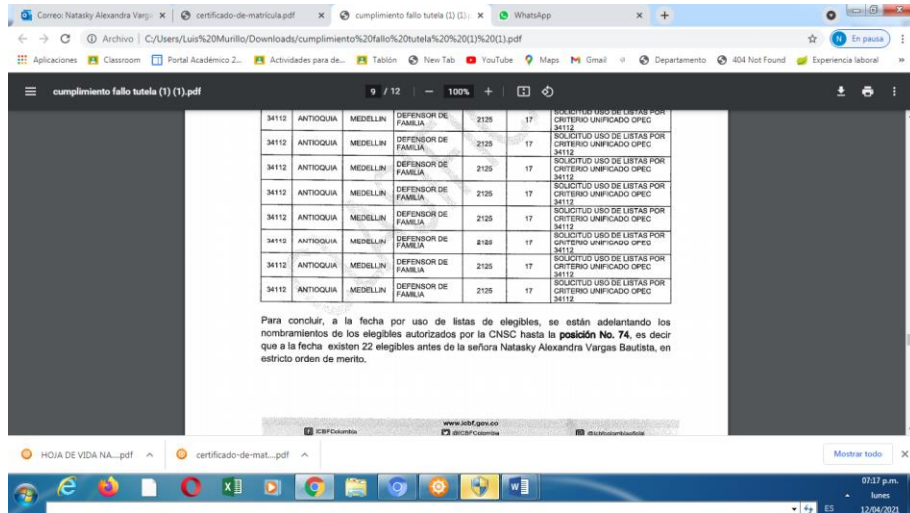 Correo: Natasky Alexandra Varga
certificado-de-matricula.pdf
cumplimiento fallo tutela (1) (1).
WhatsApp
Archivo | C:/Users/Luis%20Murillo/Downloads/cumplimiento%20fallo%20tutela%20%20(1)%20(1).pdf
N En pausa
Aplicaciones Classroom Portal Académico 2... Actividades para de... Tablón New Tab YouTube Maps Gmail Departamento 404 Not Found Experiencia laboral »
cumplimiento fallo tutela (1) (1).pdf 9 / 12 — 100% +
34112 ANTIOQUIA MEDELLIN DEFENSOR DE FAMILIA 2125 17 SOLICITUD USO DE LISTAS POR CRITERIO UNIFICADO OPEC 34112
34112 ANTIOQUIA MEDELLIN DEFENSOR DE FAMILIA 2125 17 SOLICITUD USO DE LISTAS POR CRITERIO UNIFICADO OPEC 34112
34112 ANTIOQUIA MEDELLIN DEFENSOR DE FAMILIA 2125 17 SOLICITUD USO DE LISTAS POR CRITERIO UNIFICADO OPEC 34112
34112 ANTIOQUIA MEDELLIN DEFENSOR DE FAMILIA 2125 17 SOLICITUD USO DE LISTAS POR CRITERIO UNIFICADO OPEC 34112
34112 ANTIOQUIA MEDELLIN DEFENSOR DE FAMILIA 2125 17 SOLICITUD USO DE LISTAS POR CRITERIO UNIFICADO OPEC 34112
34112 ANTIOQUIA MEDELLIN DEFENSOR DE FAMILIA 2125 17 SOLICITUD USO DE LISTAS POR CRITERIO UNIFICADO OPEC 34112
34112 ANTIOQUIA MEDELLIN DEFENSOR DE FAMILIA 2125 17 SOLICITUD USO DE LISTAS POR CRITERIO UNIFICADO OPEC 34112
34112 ANTIOQUIA MEDELLIN DEFENSOR DE FAMILIA 2125 17 SOLICITUD USO DE LISTAS POR CRITERIO UNIFICADO OPEC 34112
Para concluir, a la fecha por uso de listas de elegibles, se están adelantando los
nombramientos de los elegibles autorizados por la CNSC hasta la posición No. 74, es decir
que a la fecha existen 22 elegibles antes de la señora Natasky Alexandra Vargas Bautista, en
estricto orden de merito.
www.icbf.gov.co
ICBFColombia @ICBFColombia @icbfcolombiaoficial
HOJA DE VIDA NA....pdf
certificado-de-mat....pdf
Mostrar todo
07:17 p.m.
lunes
ES 12/04/2021